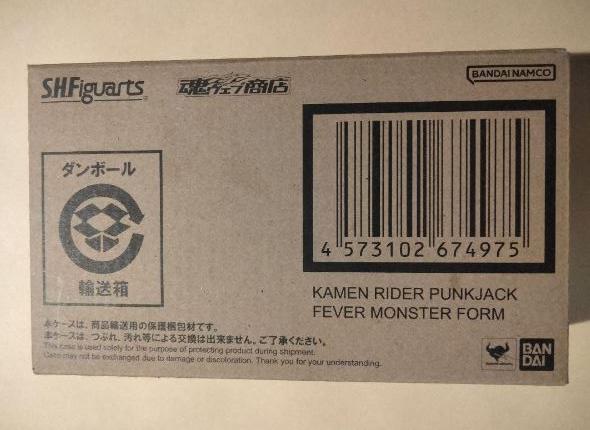 S.H.Figuarts
魂ウェブ商店
BANDAI NAMCO
ダンボール
輸送箱
4 573102 674975
KAMEN RIDER PUNKJACK
FEVER MONSTER FORM
本ケースは、商品輸送用の保護梱包材です。
本ケースは、つぶれ、汚れ等による交換は出来ません。ご了承ください。
This case is used solely for the purpose of protecting product during shipment.
Case may not be exchanged due to damage or discoloration. Thank you for your understanding.
BAN
DAI